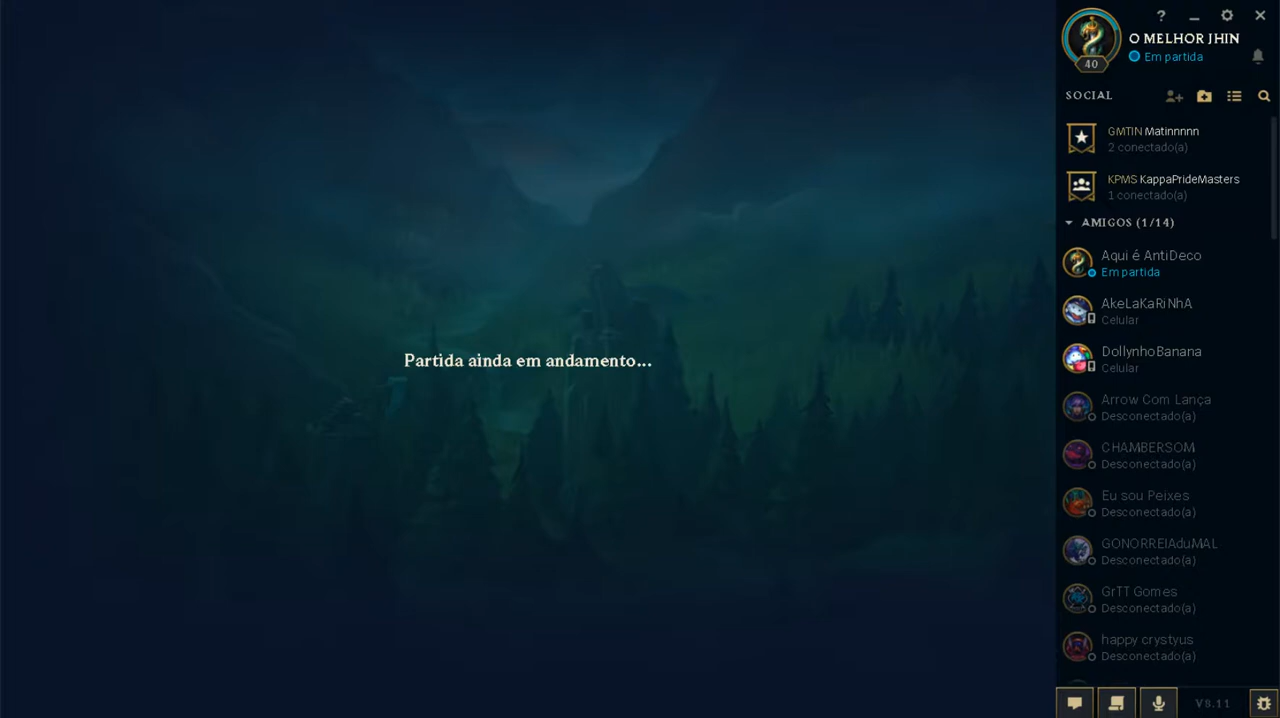 O MELHOR JHIN
40
Em partida
SOCIAL
GMTIN Matinnnnn
2 conectado(a)
KPMS KappaPrideMasters
1 conectado(a)
AMIGOS (1/14)
Aqui é AntiDeco
Em partida
AkeLaKaRiNhA
Celular
Partida ainda em andamento...
DollynhoBanana
Celular
Arrow Com Lança
Desconectado(a)
CHAMBERSOM
Desconectado(a)
Eu sou Peixes
Desconectado(a)
GONORREIAduMAL
Desconectado(a)
GrTT Gomes
Desconectado(a)
happy crystyus
Desconectado(a)
V8.11